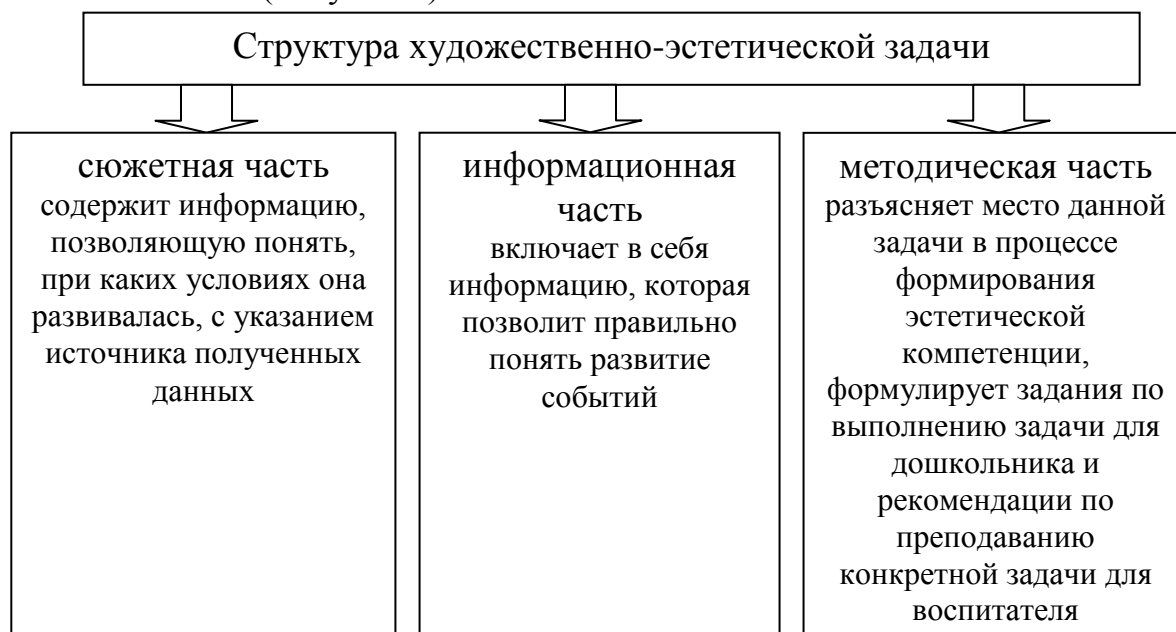 Структура художественно-эстетической задачи
сюжетная часть
содержит информацию,
позволяющую понять,
при каких условиях она
развивалась, с указанием
источника полученных
данных
информационная
часть
включает в себя
информацию, которая
позволит правильно
понять развитие
событий
методическая часть
разъясняет место данной
задачи в процессе
формирования
эстетической
компетенции,
формулирует задания по
выполнению задачи для
дошкольника и
рекомендации по
преподаванию
конкретной задачи для
воспитателя